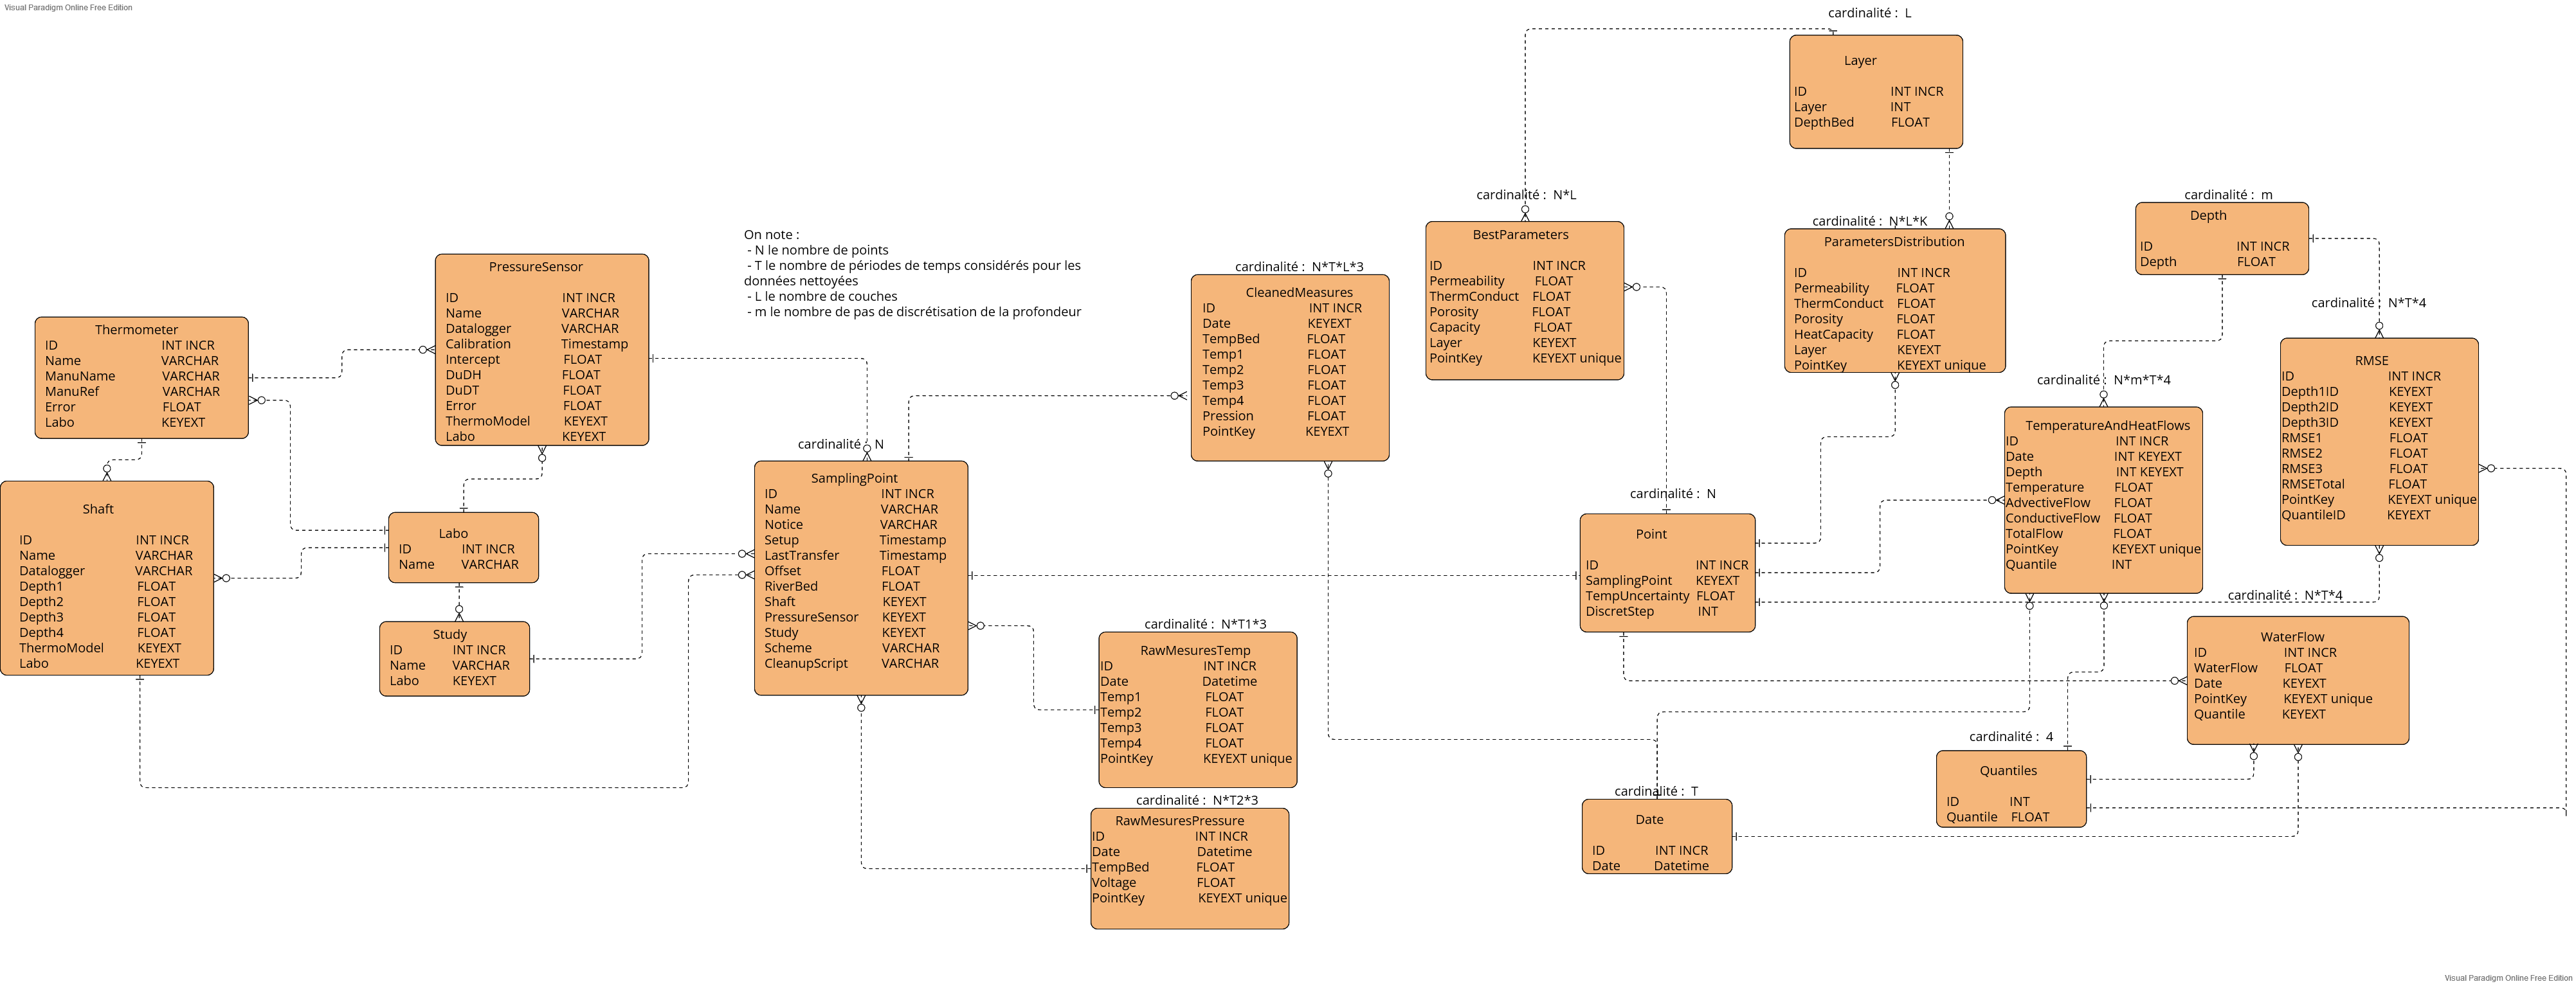 Visual Paradigm Online Free Edition
cardinalité : L
Layer
ID INT INCR
Layer INT
DepthBed FLOAT
cardinalité : N*L
BestParameters
ID INT INCR
Permeability FLOAT
ThermConduct FLOAT
Porosity FLOAT
Capacity FLOAT
Layer KEYEXT
PointKey KEYEXT unique
cardinalité : N*L*K
ParametersDistribution
ID INT INCR
Permeability FLOAT
ThermConduct FLOAT
Porosity FLOAT
HeatCapacity FLOAT
Layer KEYEXT
PointKey KEYEXT unique
cardinalité : m
Depth
ID INT INCR
Depth FLOAT
On note :
- N le nombre de points
- T le nombre de périodes de temps considérés pour les
données nettoyées
- L le nombre de couches
- m le nombre de pas de discrétisation de la profondeur
PressureSensor
ID INT INCR
Name VARCHAR
Datalogger VARCHAR
Calibration Timestamp
Intercept FLOAT
DuDH FLOAT
DuDT FLOAT
Error FLOAT
ThermoModel KEYEXT
Labo KEYEXT
cardinalité : N*T*L*3
CleanedMeasures
ID INT INCR
Date KEYEXT
TempBed FLOAT
Temp1 FLOAT
Temp2 FLOAT
Temp3 FLOAT
Temp4 FLOAT
Pression FLOAT
PointKey KEYEXT
Thermometer
ID INT INCR
Name VARCHAR
ManuName VARCHAR
ManuRef VARCHAR
Error FLOAT
Labo KEYEXT
cardinalité : N*T*4
RMSE
ID INT INCR
Depth1ID KEYEXT
Depth2ID KEYEXT
Depth3ID KEYEXT
RMSE1 FLOAT
RMSE2 FLOAT
RMSE3 FLOAT
RMSETotal FLOAT
PointKey KEYEXT unique
QuantileID KEYEXT
cardinalité : N*m*T*4
TemperatureAndHeatFlows
ID INT INCR
Date INT KEYEXT
Depth INT KEYEXT
Temperature FLOAT
AdvectiveFlow FLOAT
ConductiveFlow FLOAT
TotalFlow FLOAT
PointKey KEYEXT unique
Quantile INT
cardinalité : N
SamplingPoint
ID INT INCR
Name VARCHAR
Notice VARCHAR
Setup Timestamp
LastTransfer Timestamp
Offset FLOAT
RiverBed FLOAT
Shaft KEYEXT
PressureSensor KEYEXT
Study KEYEXT
Scheme VARCHAR
CleanupScript VARCHAR
Shaft
ID INT INCR
Name VARCHAR
Datalogger VARCHAR
Depth1 FLOAT
Depth2 FLOAT
Depth3 FLOAT
Depth4 FLOAT
ThermoModel KEYEXT
Labo KEYEXT
Labo
ID INT INCR
Name VARCHAR
Study
ID INT INCR
Name VARCHAR
Labo KEYEXT
cardinalité : N
Point
ID INT INCR
SamplingPoint KEYEXT
TempUncertainty FLOAT
DiscretStep INT
cardinalité : N*T1*3
RawMesuresTemp
ID INT INCR
Date Datetime
Temp1 FLOAT
Temp2 FLOAT
Temp3 FLOAT
Temp4 FLOAT
PointKey KEYEXT unique
cardinalité : N*T*4
WaterFlow
ID INT INCR
WaterFlow FLOAT
Date KEYEXT
PointKey KEYEXT unique
Quantile KEYEXT
cardinalité : 4
Quantiles
ID INT
Quantile FLOAT
cardinalité : N*T2*3
RawMesuresPressure
ID INT INCR
Date Datetime
TempBed FLOAT
Voltage FLOAT
PointKey KEYEXT unique
cardinalité : T
Date
ID INT INCR
Date Datetime
Visual Paradigm Online Free Edition